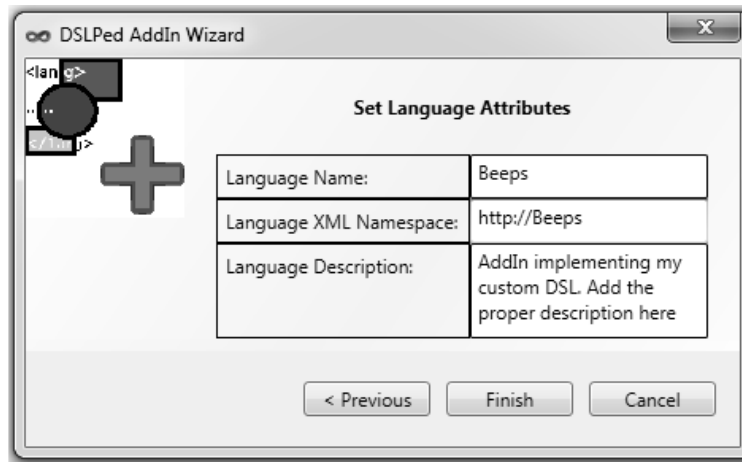 DSLPed AddIn Wizard
x
<lan g>
Set Language Attributes
Language Name:
Beeps
Language XML Namespace:
http://Beeps
Language Description:
AddIn implementing my
custom DSL. Add the
proper description here
< Previous
Finish
Cancel